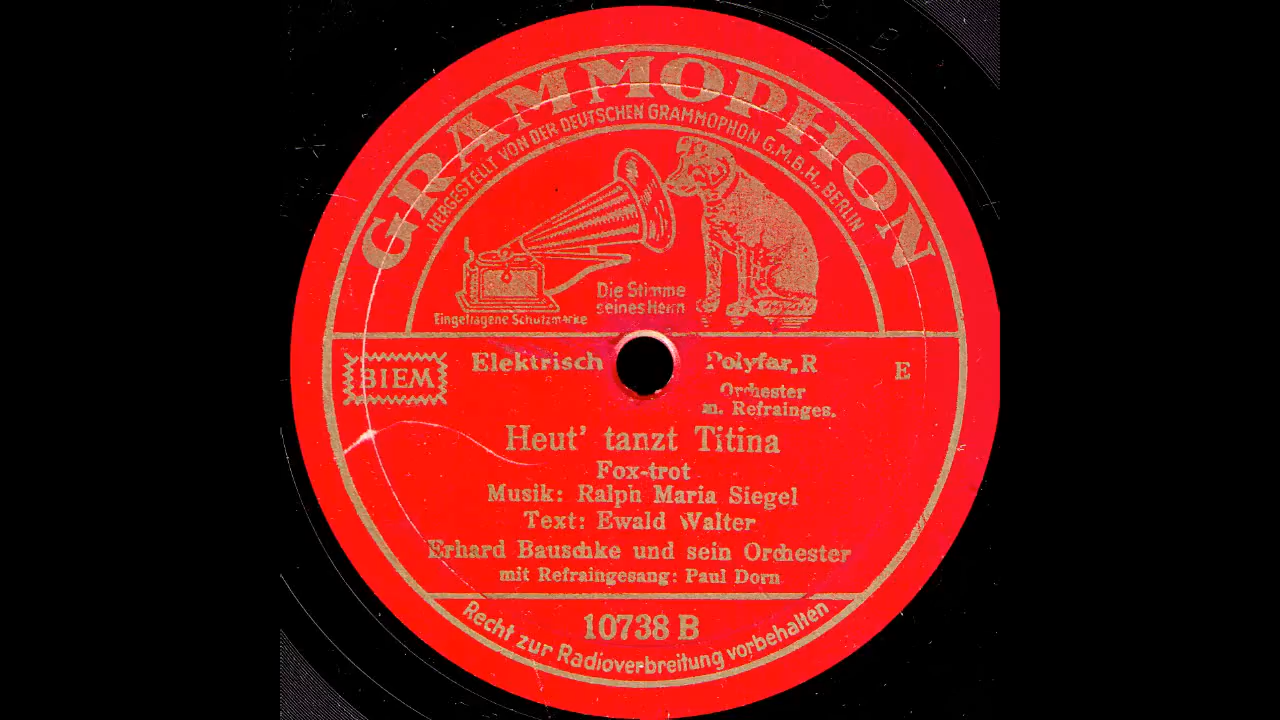 GRAMMOPHON
HERGESTELLT VON DER DEUTSCHEN GRAMMOPHON G.M.B.H., BERLIN
Die Stimme
seines Herrn
Eingetragene Schutzmarke
BIEM
Elektrisch
Polyfar, R
E
Orchester
m. Refrainges.
Heut' tanzt Titina
Fox-trot
Musik: Ralph Maria Siegel
Text: Ewald Walter
Erhard Bauschke und sein Orchester
mit Refraingesang: Paul Dorn
10738 B
Recht zur Radioverbreitung vorbehalten